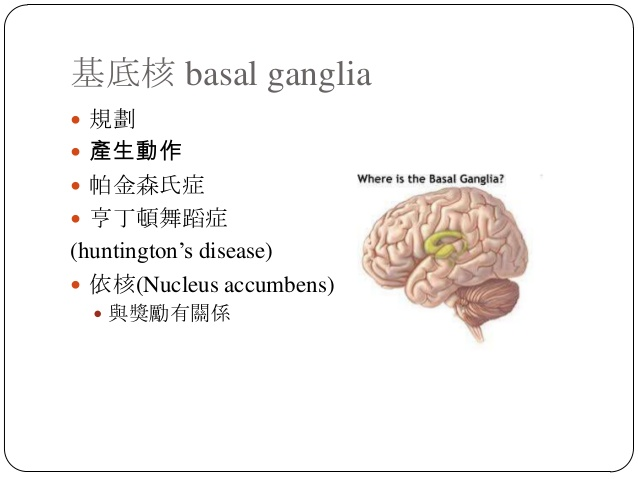 基底核 basal ganglia
規劃
產生動作
帕金森氏症
亨丁頓舞蹈症
(huntington’s disease)
依核(Nucleus accumbens)
與獎勵有關係
Where is the Basal Ganglia?